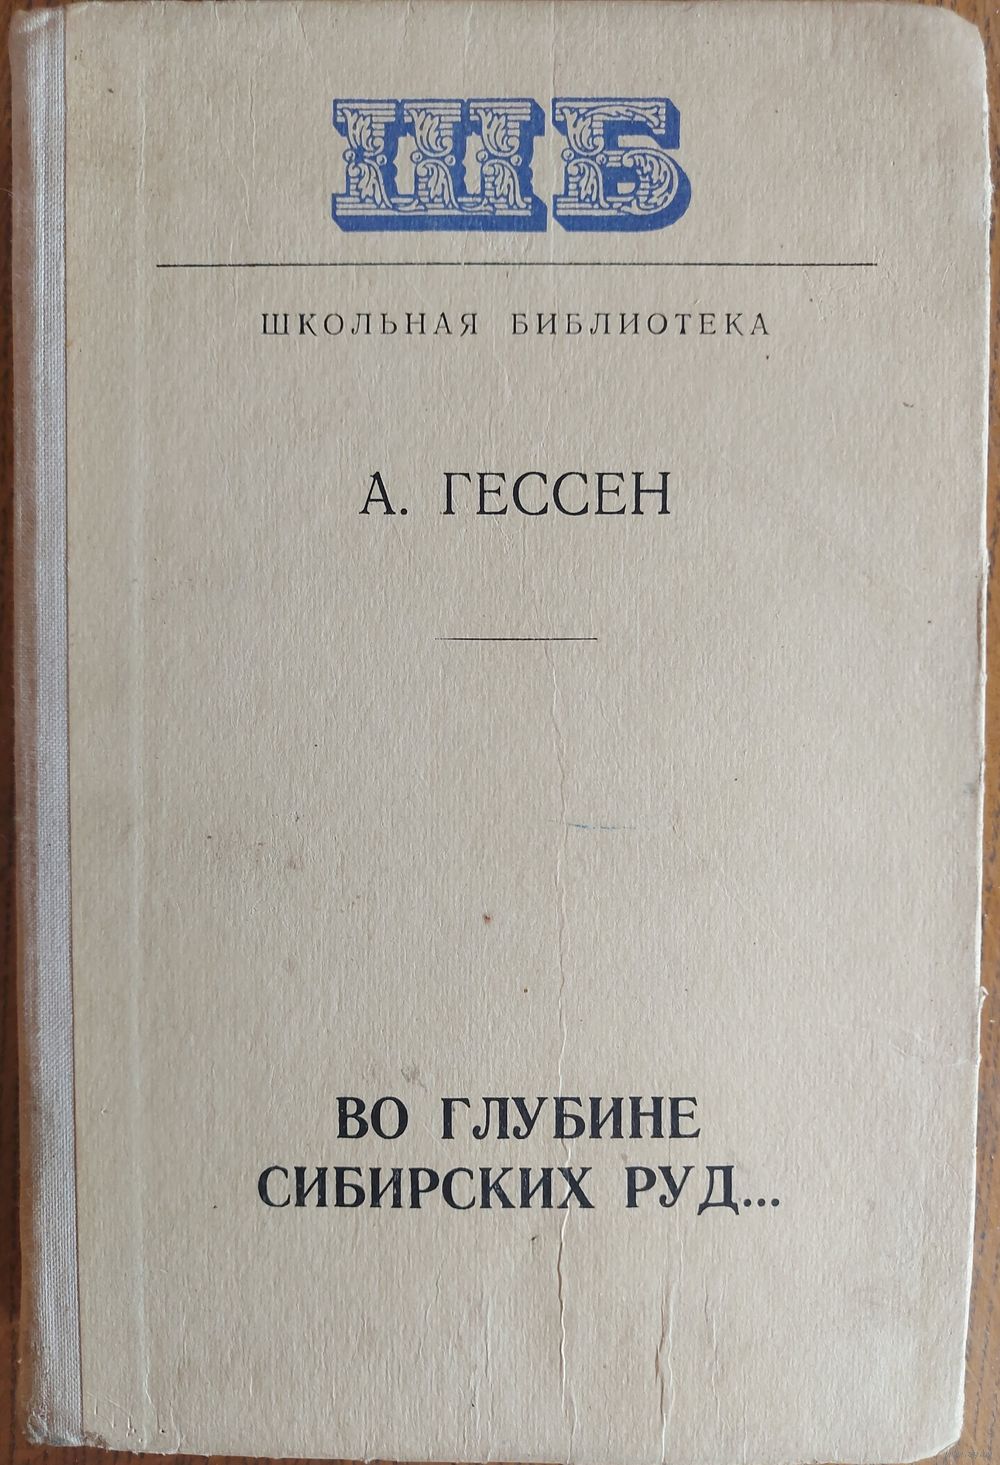 ШБ
ШКОЛЬНАЯ БИБЛИОТЕКА
А. ГЕССЕН
ВО ГЛУБИНЕ
СИБИРСКИХ РУД...